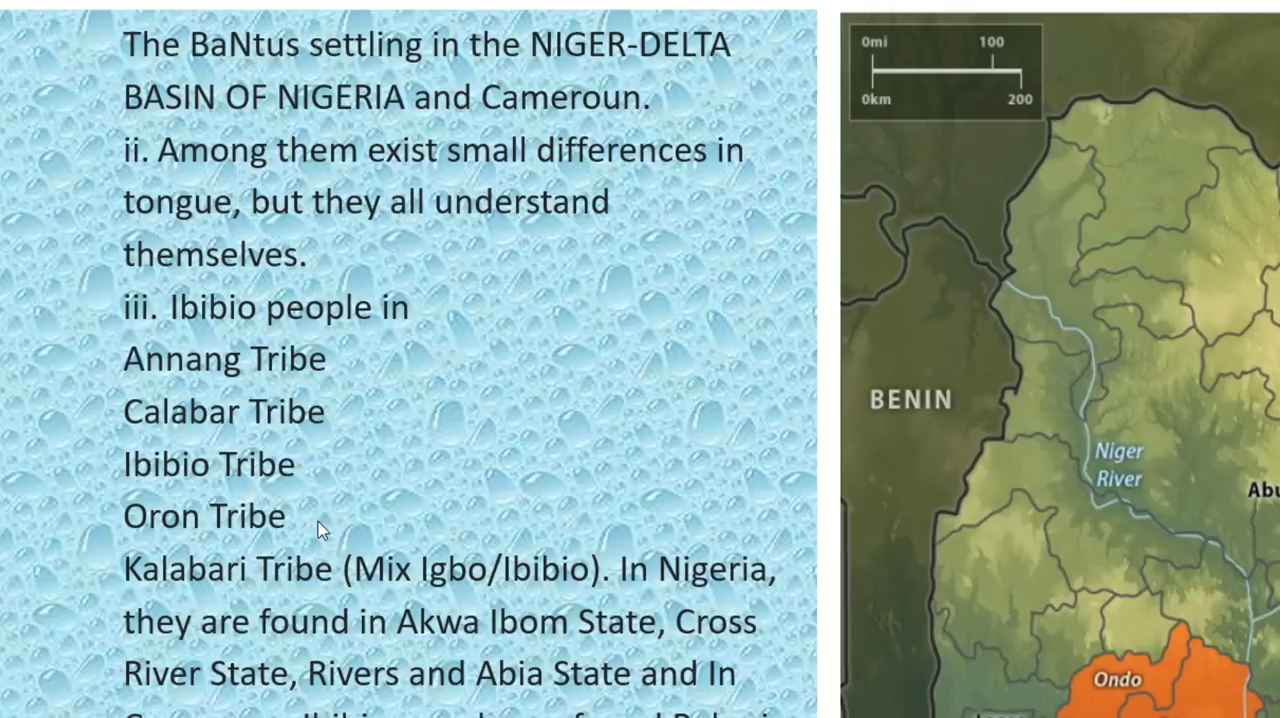 The BaNtus settling in the NIGER-DELTA
BASIN OF NIGERIA and Cameroun.
ii. Among them exist small differences in
tongue, but they all understand
themselves.
iii. Ibibio people in
Annang Tribe
Calabar Tribe
Ibibio Tribe
Oron Tribe
Kalabari Tribe (Mix Igbo/Ibibio). In Nigeria,
they are found in Akwa Ibom State, Cross
River State, Rivers and Abia State and In
0mi 100
0km 200
BENIN
Niger
River
Abu
Ondo